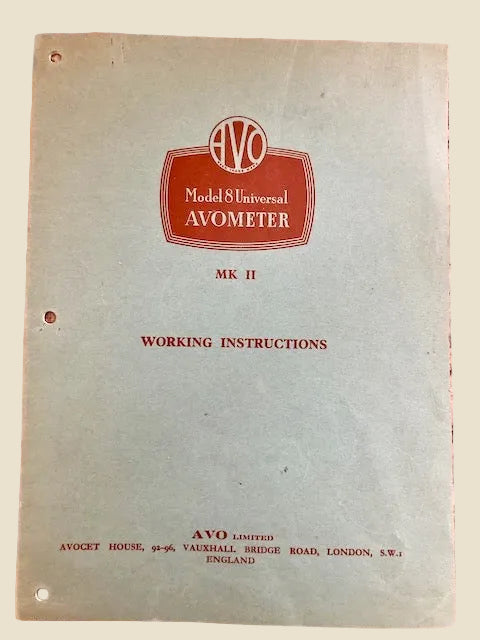 AVO
Model 8 Universal
AVOMETER
MK II
WORKING INSTRUCTIONS
AVO LIMITED
AVOCET HOUSE, 92-96, VAUXHALL BRIDGE ROAD, LONDON, S.W.1
ENGLAND